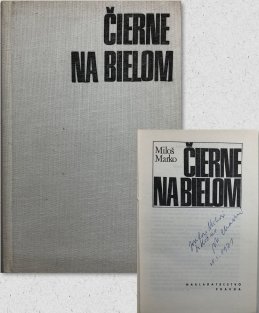 ČIERNE
NA BIELOM
Miloš
Marko
ČIERNE
NA BIELOM
NAKLADATEĽSTVO
PRAVDA